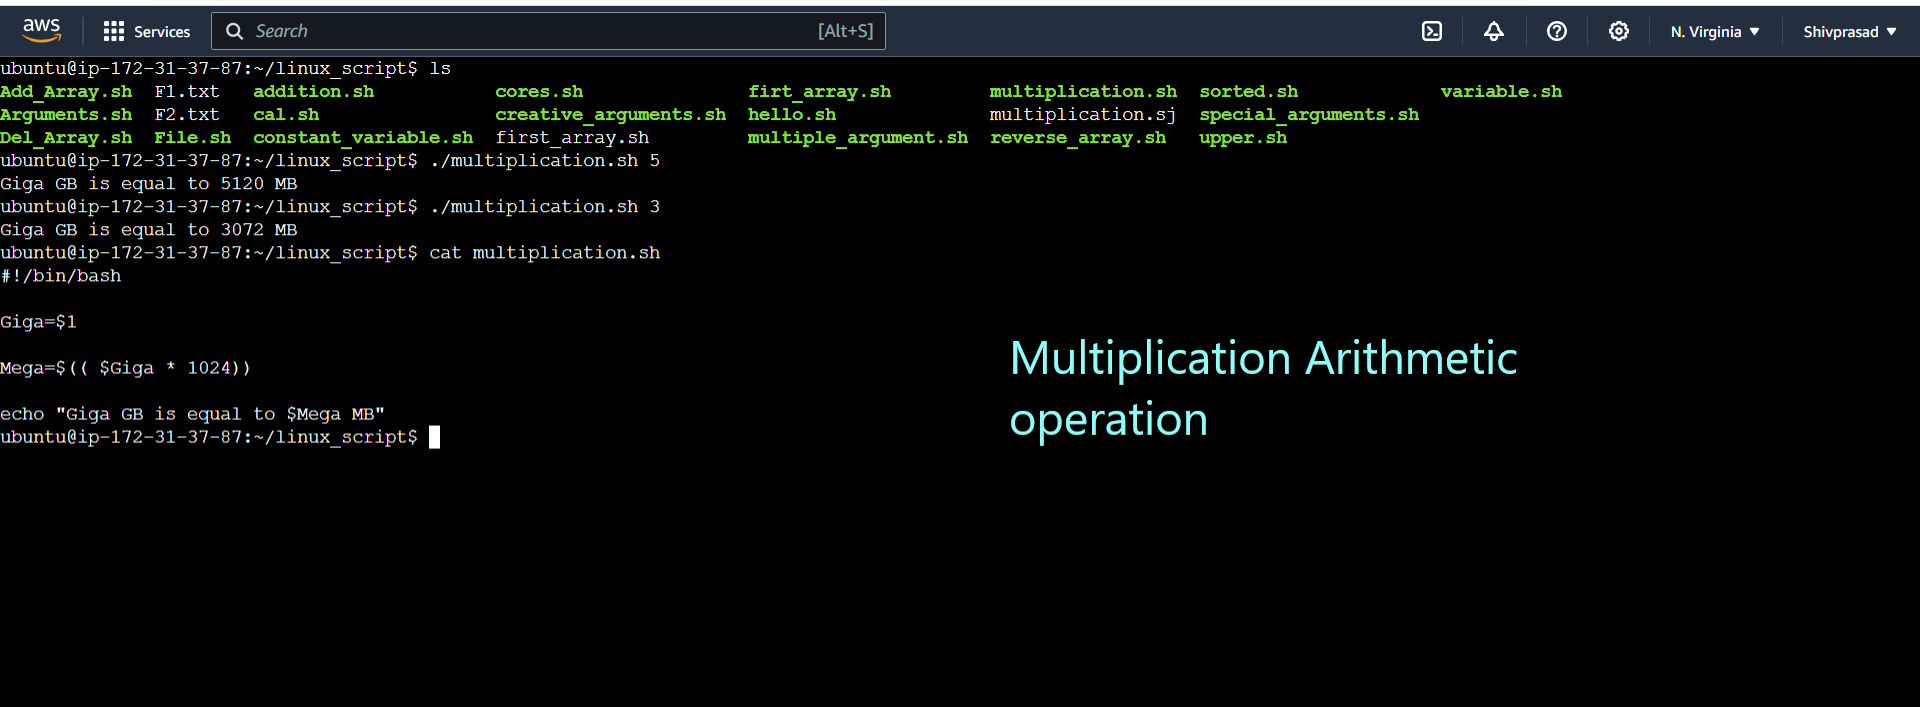 aws Services Search [Alt+S] N. Virginia Shivprasad
ubuntu@ip-172-31-37-87:~/linux_script$ ls
Add_Array.sh F1.txt addition.sh cores.sh firt_array.sh multiplication.sh sorted.sh variable.sh
Arguments.sh F2.txt cal.sh creative_arguments.sh hello.sh multiplication.sj special_arguments.sh
Del_Array.sh File.sh constant_variable.sh first_array.sh multiple_argument.sh reverse_array.sh upper.sh
ubuntu@ip-172-31-37-87:~/linux_script$ ./multiplication.sh 5
Giga GB is equal to 5120 MB
ubuntu@ip-172-31-37-87:~/linux_script$ ./multiplication.sh 3
Giga GB is equal to 3072 MB
ubuntu@ip-172-31-37-87:~/linux_script$ cat multiplication.sh
#!/bin/bash
Giga=$1
Mega=$(( $Giga * 1024))
echo "Giga GB is equal to $Mega MB"
ubuntu@ip-172-31-37-87:~/linux_script$
Multiplication Arithmetic
operation